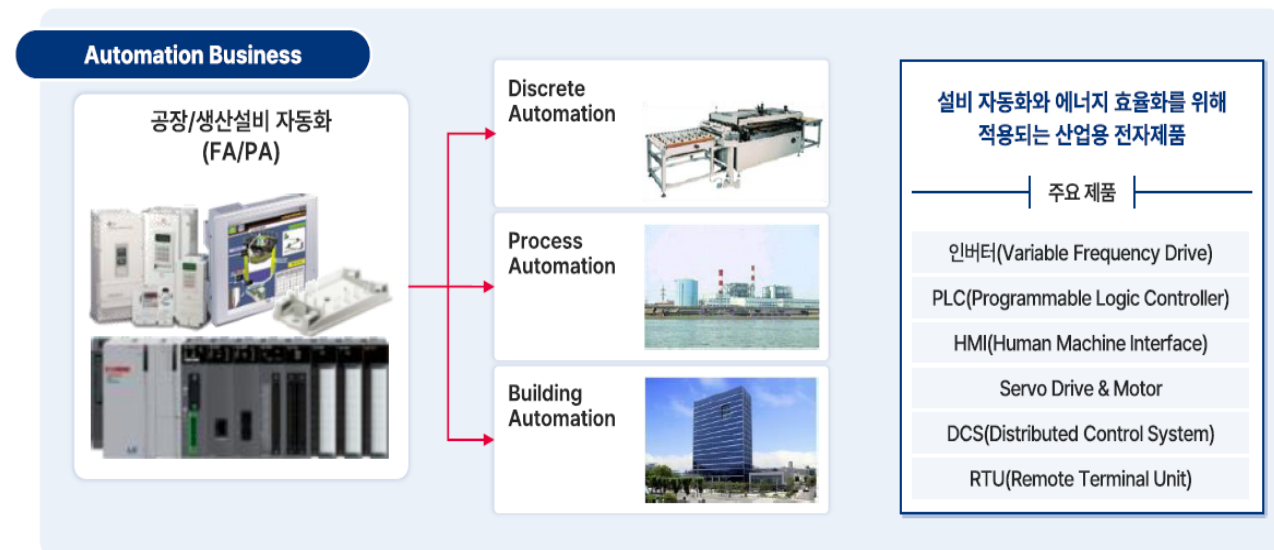 Automation Business
공장/생산설비 자동화
(FA/PA)
Discrete
Automation
Process
Automation
Building
Automation
설비 자동화와 에너지 효율화를 위해
적용되는 산업용 전자제품
주요 제품
인버터(Variable Frequency Drive)
PLC(Programmable Logic Controller)
HMI(Human Machine Interface)
Servo Drive & Motor
DCS(Distributed Control System)
RTU(Remote Terminal Unit)